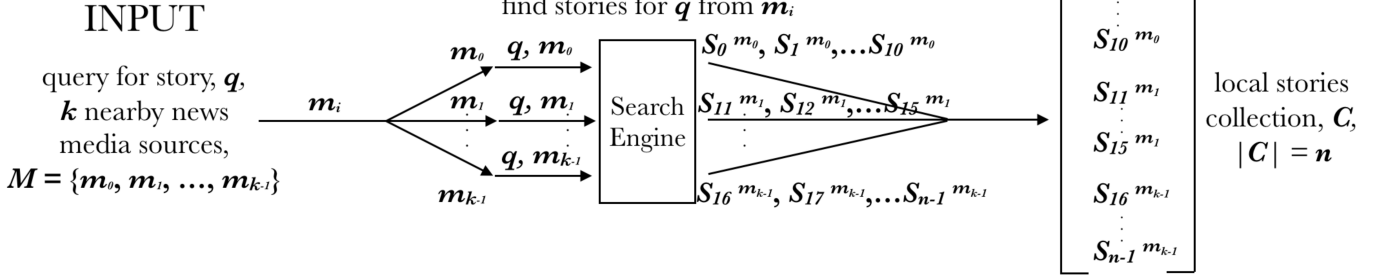 find stories for q from mᵢ
INPUT
query for story, q,
k nearby news
media sources,
M = {m₀, m₁, ..., mₖ₋₁}
mᵢ
m₀
m₁
mₖ₋₁
q, m₀
q, m₁
q, mₖ₋₁
Search
Engine
S₀ m₀, S₁ m₀,...S₁₀ m₀
S₁₁ m₁, S₁₂ m₁,...S₁₅ m₁
S₁₆ mₖ₋₁, S₁₇ mₖ₋₁,...Sₙ₋₁ mₖ₋₁
S₁₀ m₀
S₁₁ m₁
S₁₅ m₁
S₁₆ mₖ₋₁
Sₙ₋₁ mₖ₋₁
local stories
collection, C,
|C| = n